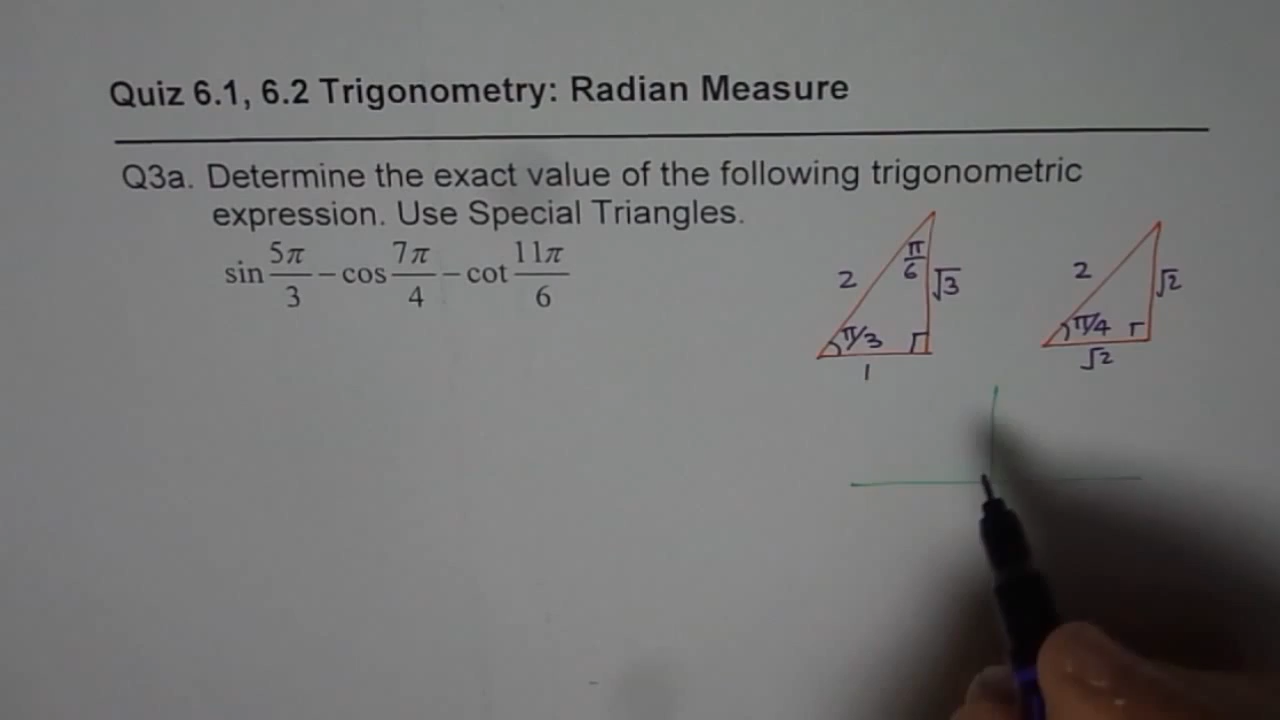 Quiz 6.1, 6.2 Trigonometry: Radian Measure
Q3a. Determine the exact value of the following trigonometric
expression. Use Special Triangles.
sin 5π/3 − cos 7π/4 − cot 11π/6
2 π/6 √3
π/3
1
2 √2
π/4
√2